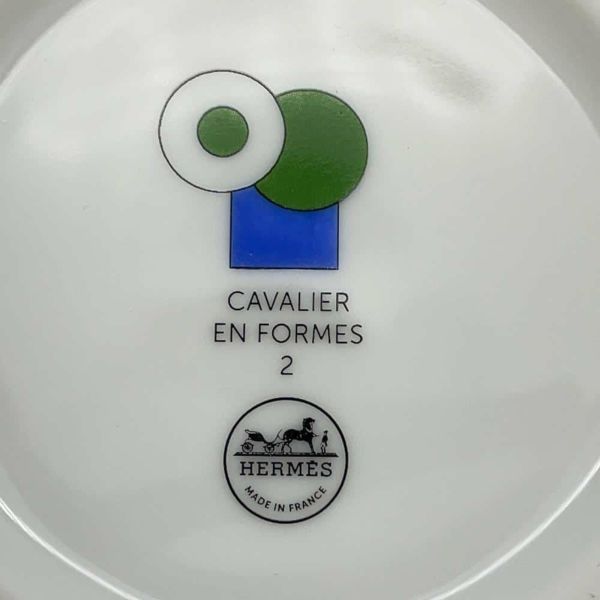 CAVALIER
EN FORMES
2
HERMÈS
MADE IN FRANCE